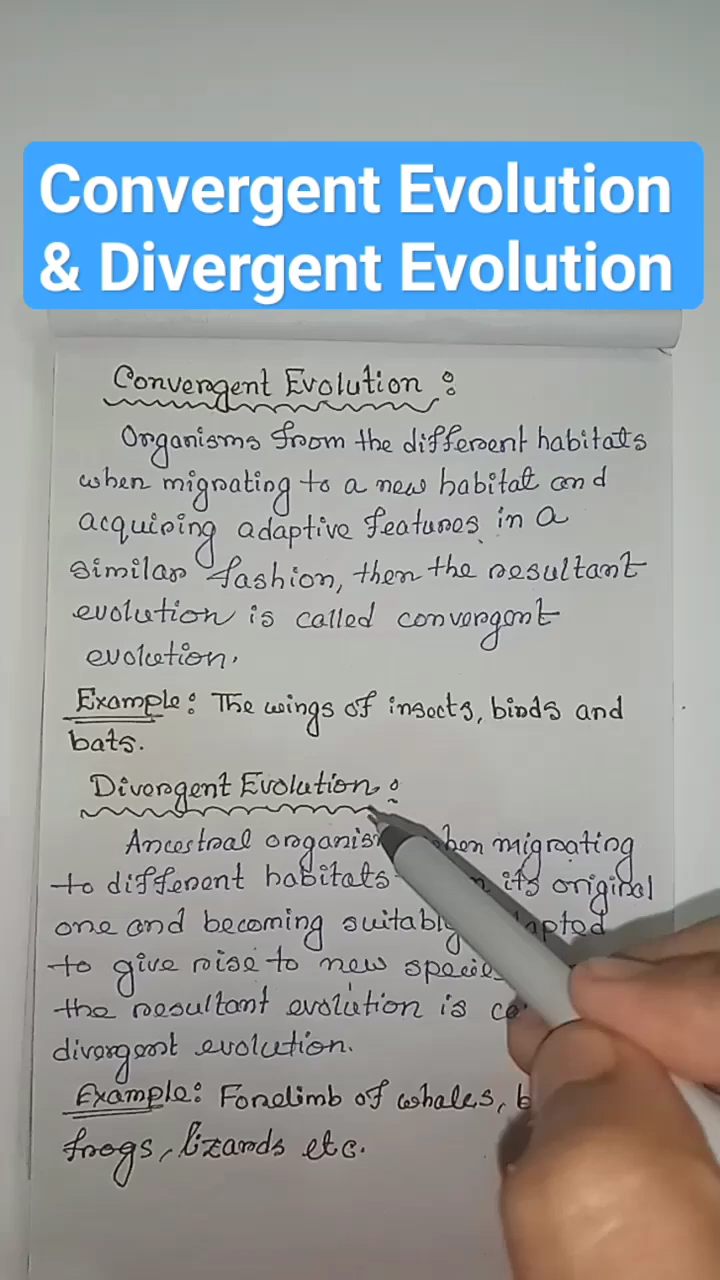 Convergent Evolution
& Divergent Evolution
Convergent Evolution :
Organisms from the different habitats
when migrating to a new habitat and
acquiring adaptive features in a
similar fashion, then the resultant
evolution is called convergent
evolution.
Example: The wings of insects, birds and
bats.
Divergent Evolution :
Ancestral migrating
to different habitats its original
one and becoming
to give rise to new
the resultant evolution is
divergent evolution.
Example: Forelimb of whales,
frogs, lizards etc.